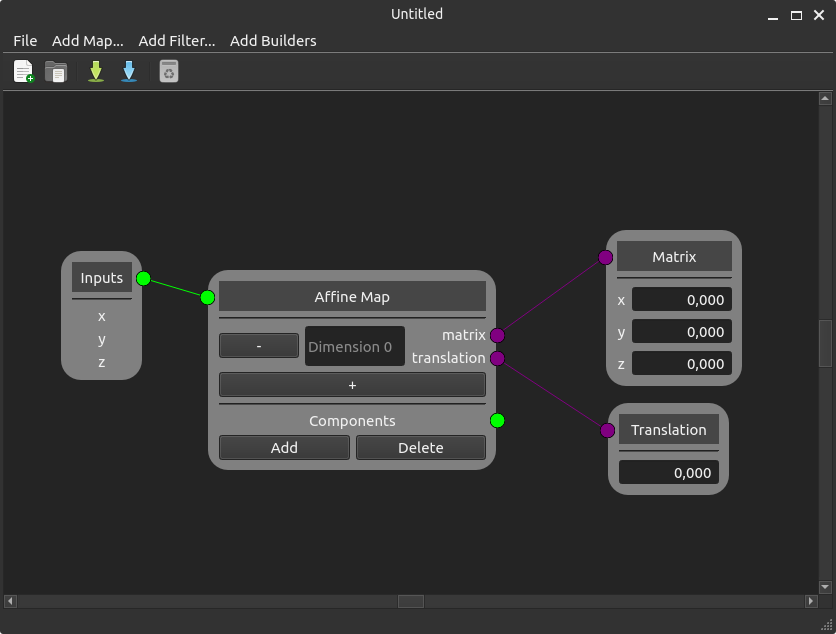 Untitled
File Add Map... Add Filter... Add Builders
Inputs
x
y
z
Affine Map
- Dimension 0 matrix
translation
+
Components
Add Delete
Matrix
x 0,000
y 0,000
z 0,000
Translation
0,000